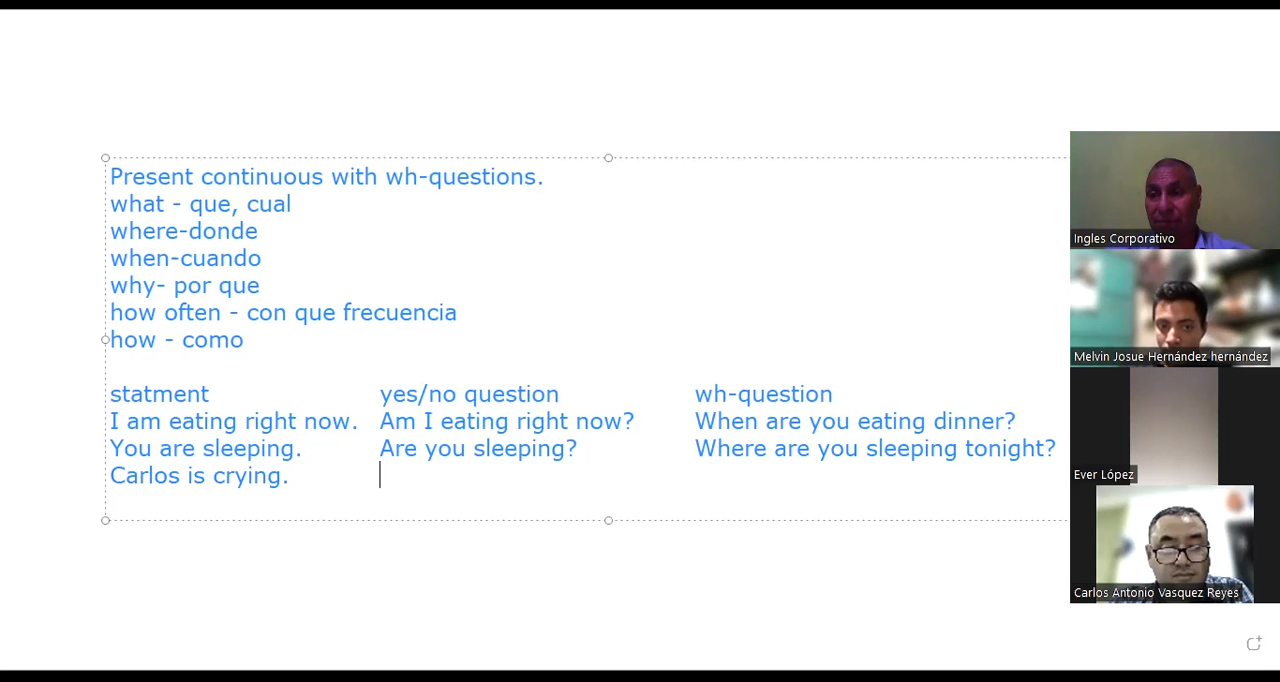 Present continuous with wh-questions.
what - que, cual
where-donde
when-cuando
why- por que
how often - con que frecuencia
how - como
statment yes/no question wh-question
I am eating right now. Am I eating right now? When are you eating dinner?
You are sleeping. Are you sleeping? Where are you sleeping tonight?
Carlos is crying.
Ingles Corporativo
Melvin Josue Hernández hernández
Ever López
Carlos Antonio Vasquez Reyes